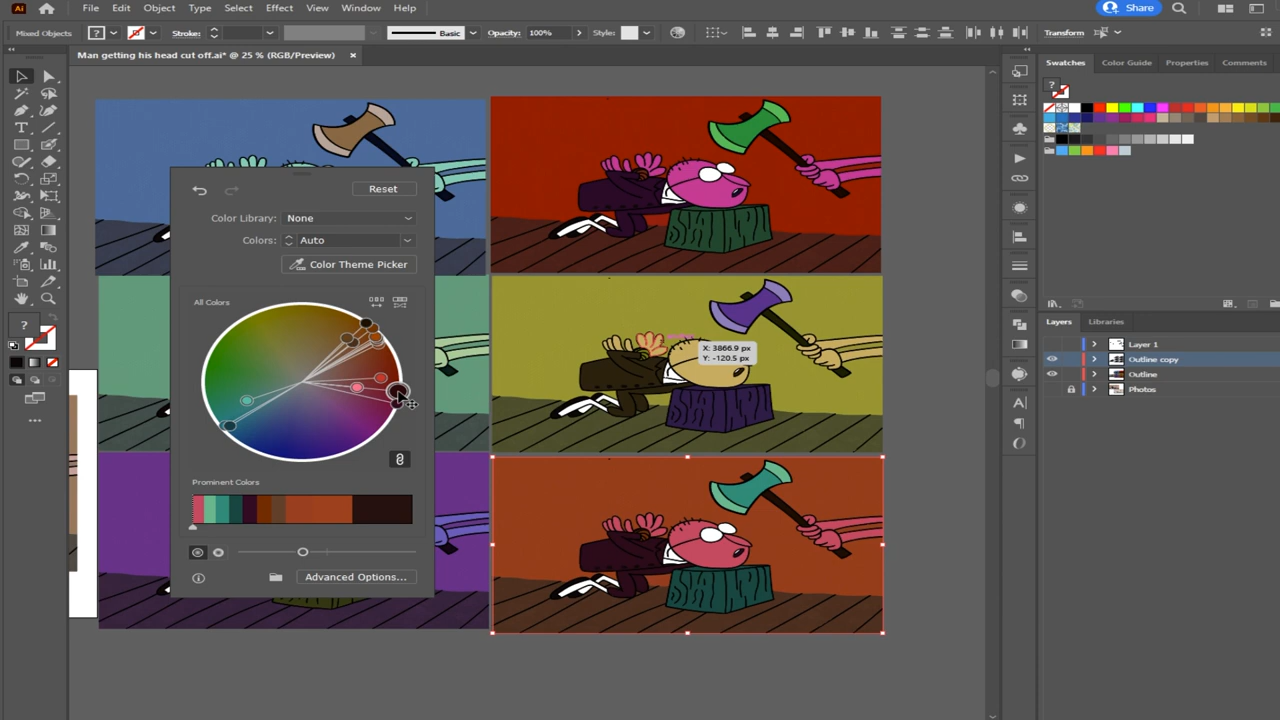 Ai File Edit Object Type Select Effect View Window Help Share
Mixed Objects ? Stroke: Basic Opacity: 100% Style: Transform
Man getting his head cut off.ai* @ 25 % (RGB/Preview)
Swatches Color Guide Properties Comments
Reset
Color Library: None
Colors: Auto
Color Theme Picker
All Colors
X: 3866.9 px
Y: -120.5 px
Prominent Colors
Advanced Options...
Layers Libraries
Layer 1
Outline copy
Outline
Photos